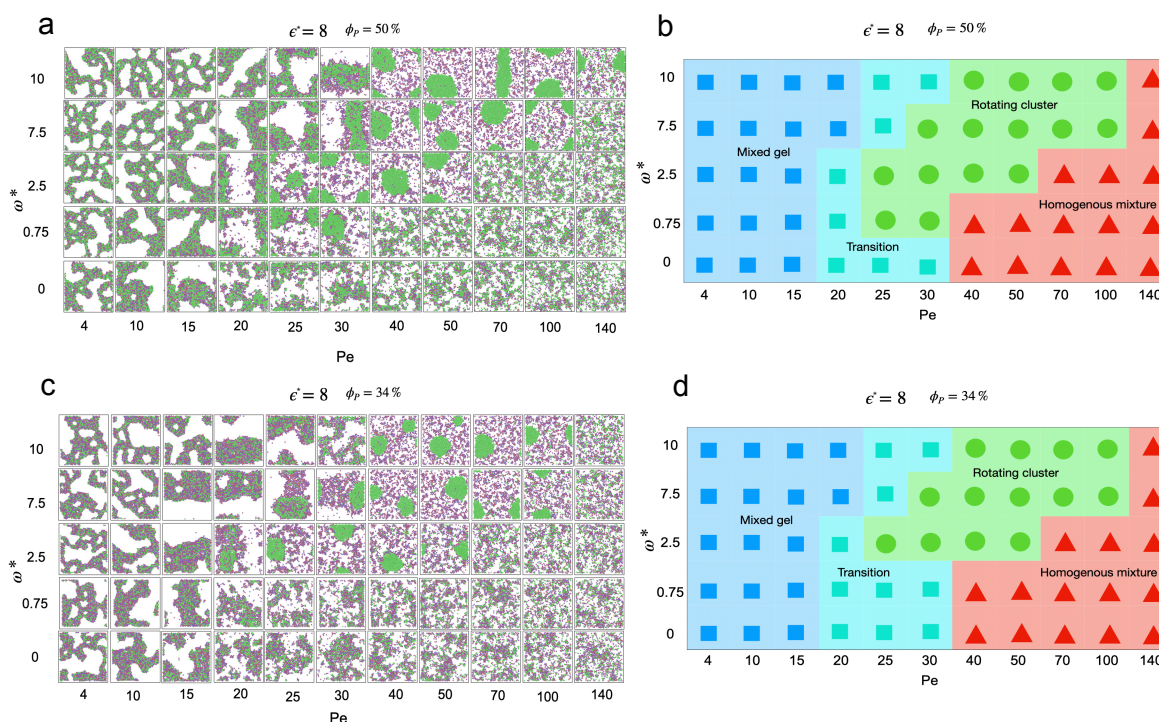 a
ϵ* = 8 ϕP = 50 %
ω*
10
7.5
2.5
0.75
0
4 10 15 20 25 30 40 50 70 100 140
Pe
b
ϵ* = 8 ϕP = 50 %
ω*
10
Rotating cluster
7.5
Mixed gel
2.5
Homogenous mixture
0.75
Transition
0
4 10 15 20 25 30 40 50 70 100 140
Pe
c
ϵ* = 8 ϕP = 34 %
ω*
10
7.5
2.5
0.75
0
4 10 15 20 25 30 40 50 70 100 140
Pe
d
ϵ* = 8 ϕP = 34 %
ω*
10
Rotating cluster
7.5
Mixed gel
2.5
Transition Homogenous mixture
0.75
0
4 10 15 20 25 30 40 50 70 100 140
Pe